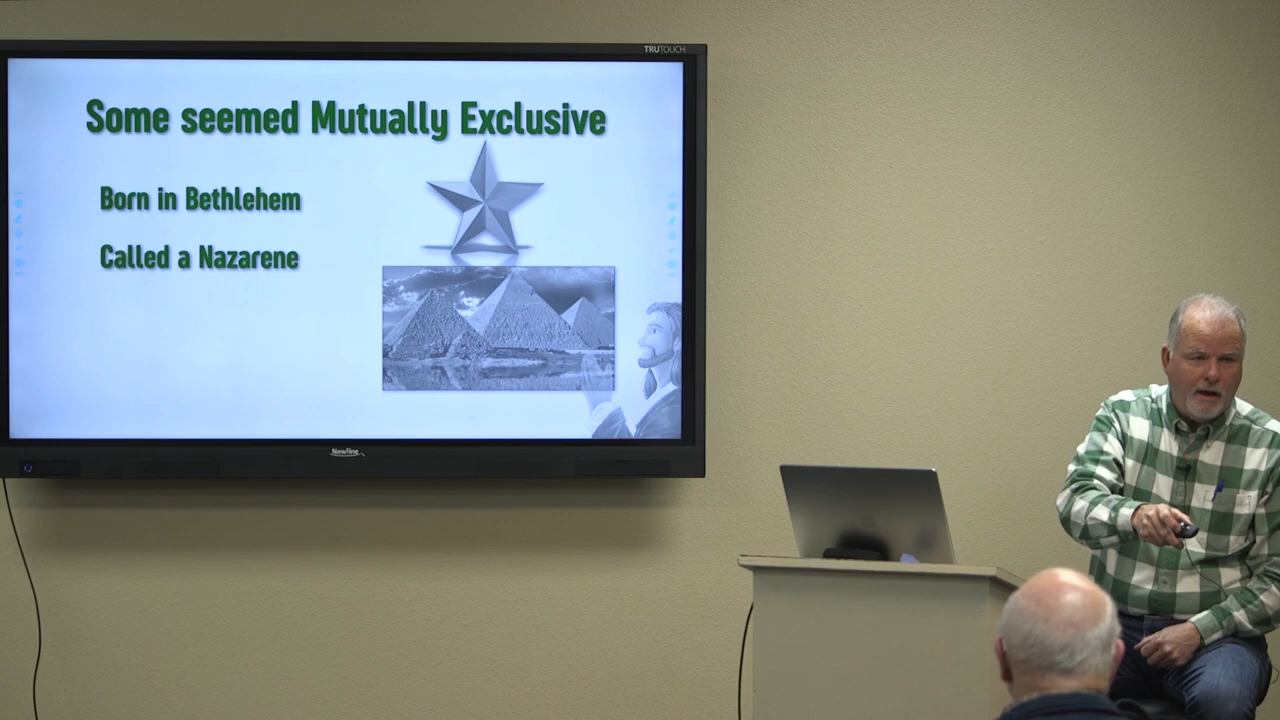 TRUTOUCH
Some seemed Mutually Exclusive
Born in Bethlehem
Called a Nazarene
Newline